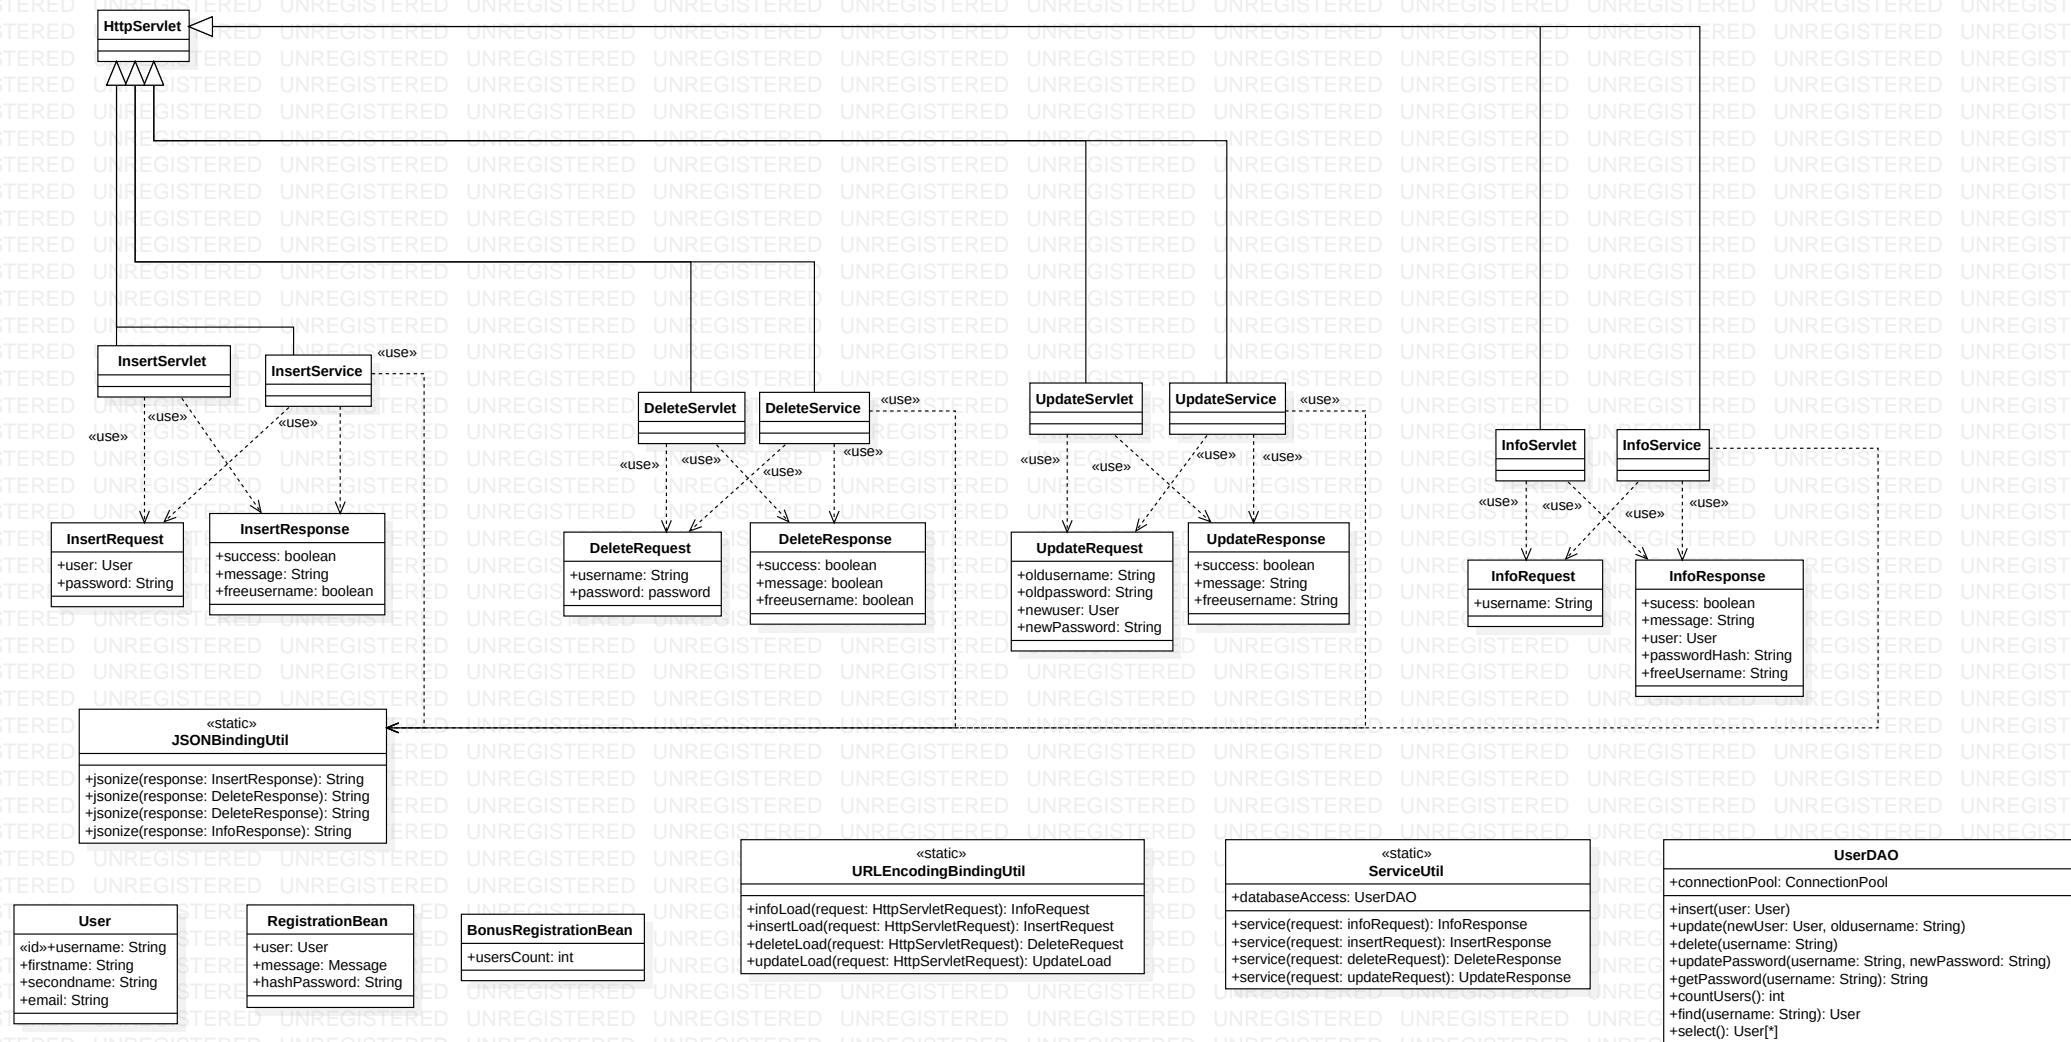 HttpServlet
InsertServlet
InsertService
«use»
«use»
«use»
«use»
DeleteServlet
DeleteService
«use»
«use»
«use»
«use»
«use»
UpdateServlet
UpdateService
«use»
«use»
«use»
«use»
«use»
InfoServlet
InfoService
«use»
«use»
«use»
«use»
InsertRequest
+user: User
+password: String
InsertResponse
+success: boolean
+message: String
+freeusername: boolean
DeleteRequest
+username: String
+password: password
DeleteResponse
+success: boolean
+message: boolean
+freeusername: boolean
UpdateRequest
+oldusername: String
+oldpassword: String
+newuser: User
+newPassword: String
UpdateResponse
+success: boolean
+message: String
+freeusername: String
InfoRequest
+username: String
InfoResponse
+sucess: boolean
+message: String
+user: User
+passwordHash: String
+freeUsername: String
«static»
JSONBindingUtil
+jsonize(response: InsertResponse): String
+jsonize(response: DeleteResponse): String
+jsonize(response: DeleteResponse): String
+jsonize(response: InfoResponse): String
User
«id»+username: String
+firstname: String
+secondname: String
+email: String
RegistrationBean
+user: User
+message: Message
+hashPassword: String
BonusRegistrationBean
+usersCount: int
«static»
URLEncodingBindingUtil
+infoLoad(request: HttpServletRequest): InfoRequest
+insertLoad(request: HttpServletRequest): InsertRequest
+deleteLoad(request: HttpServletRequest): DeleteRequest
+updateLoad(request: HttpServletRequest): UpdateLoad
«static»
ServiceUtil
+databaseAccess: UserDAO
+service(request: infoRequest): InfoResponse
+service(request: insertRequest): InsertResponse
+service(request: deleteRequest): DeleteResponse
+service(request: updateRequest): UpdateResponse
UserDAO
+connectionPool: ConnectionPool
+insert(user: User)
+update(newUser: User, oldusername: String)
+delete(username: String)
+updatePassword(username: String, newPassword: String)
+getPassword(username: String): String
+countUsers(): int
+find(username: String): User
+select(): User[*]
UNREGISTERED